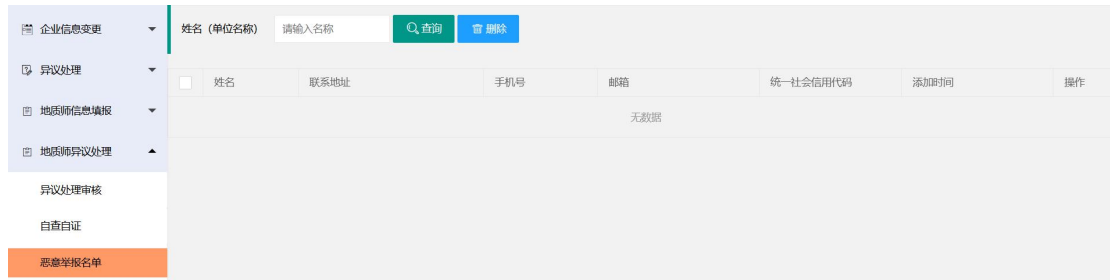 企业信息变更
异议处理
地质师信息填报
地质师异议处理
异议处理审核
自查自证
恶意举报名单
姓名（单位名称） 请输入名称 查询 删除
姓名 联系地址 手机号 邮箱 统一社会信用代码 添加时间 操作
无数据